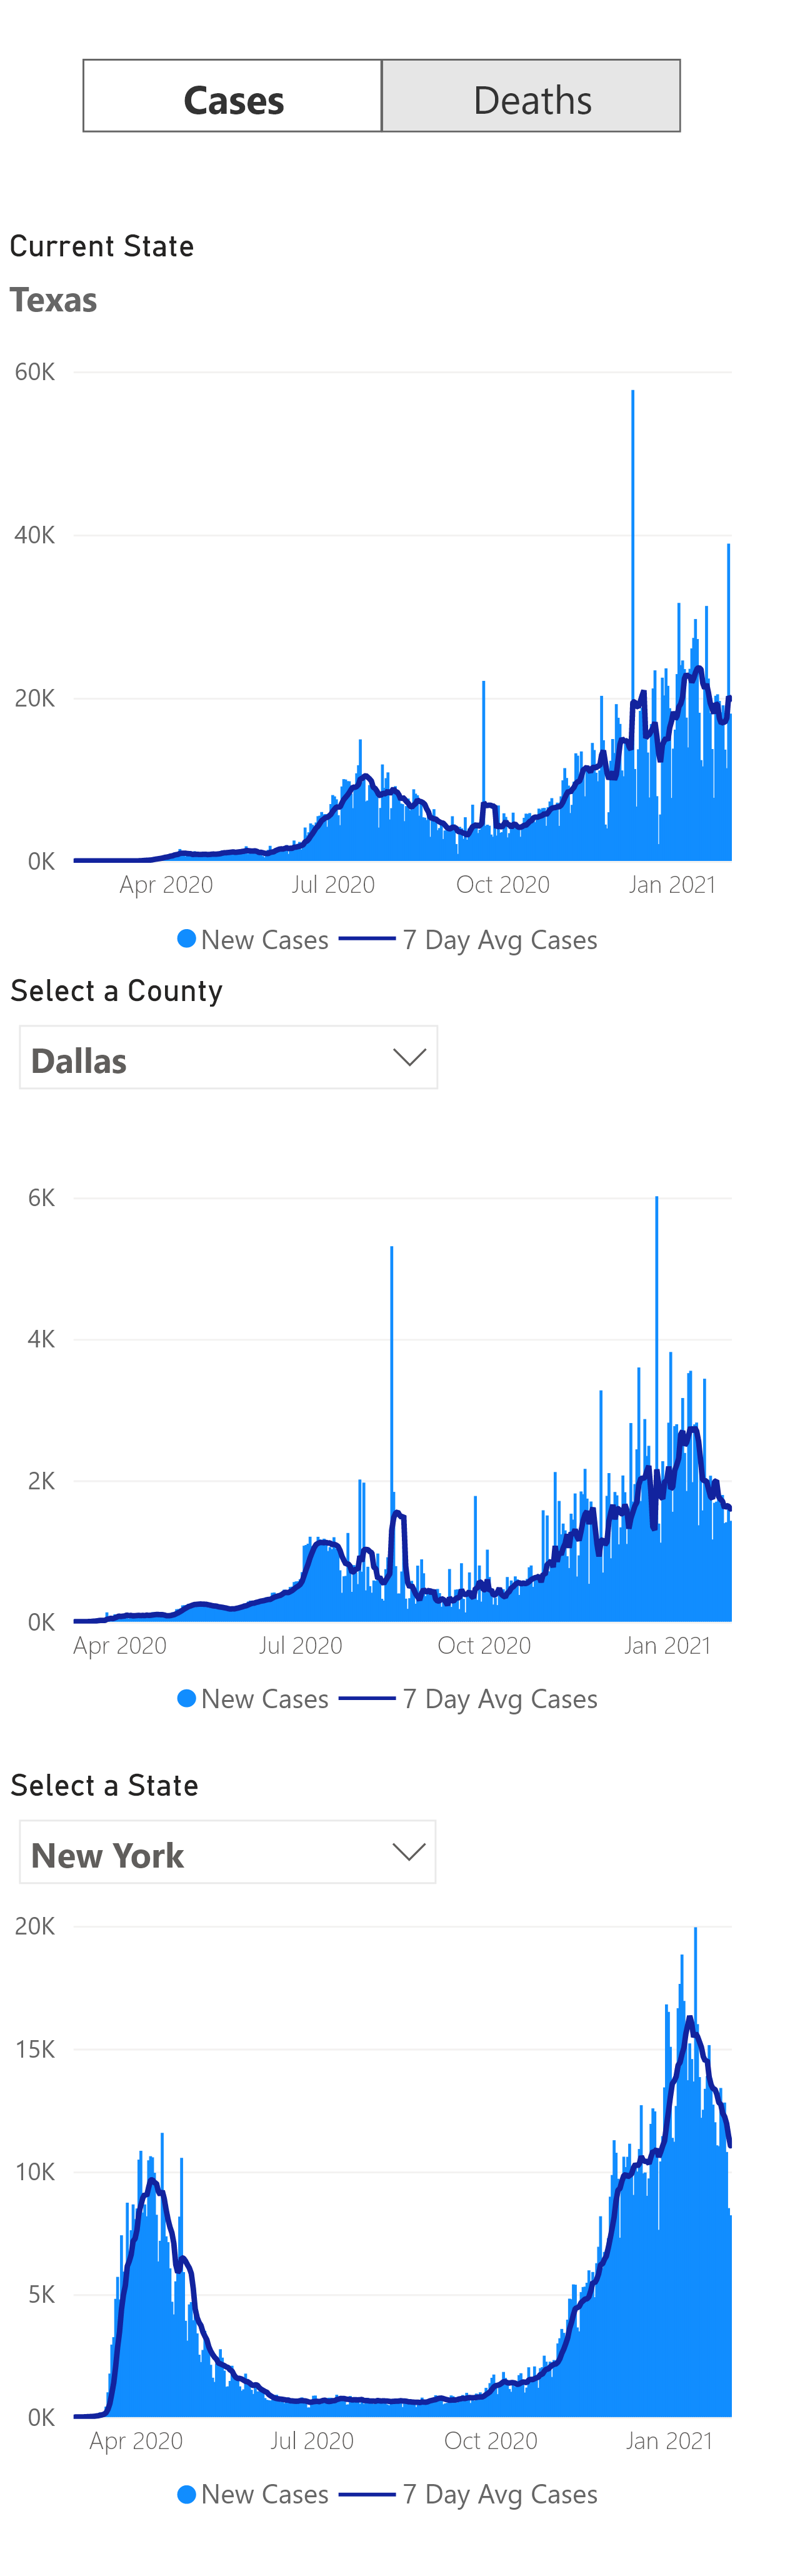 Cases Deaths
Current State
Texas
60K
40K
20K
0K
Apr 2020 Jul 2020 Oct 2020 Jan 2021
New Cases 7 Day Avg Cases
Select a County
Dallas
6K
4K
2K
0K
Apr 2020 Jul 2020 Oct 2020 Jan 2021
New Cases 7 Day Avg Cases
Select a State
New York
20K
15K
10K
5K
0K
Apr 2020 Jul 2020 Oct 2020 Jan 2021
New Cases 7 Day Avg Cases